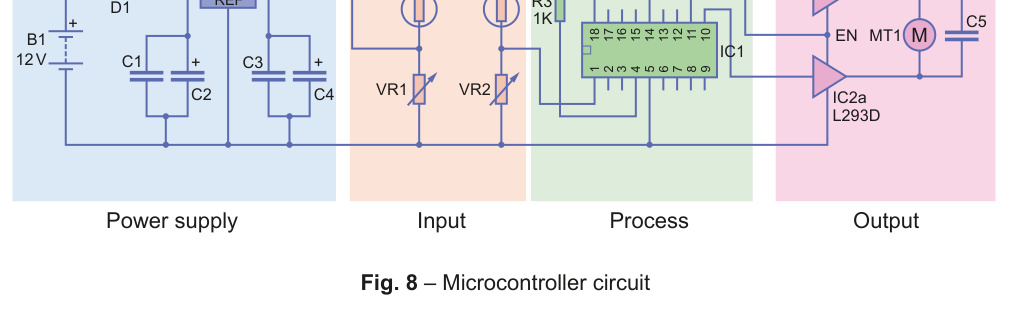 D1
REF
R3
1K
B1
12 V
+
C1
+
C2
C3
+
C4
VR1
VR2
18 17 16 15 14 13 12 11 10
1 2 3 4 5 6 7 8 9
IC1
EN
MT1
M
C5
IC2a
L293D
Power supply
Input
Process
Output
Fig. 8 – Microcontroller circuit